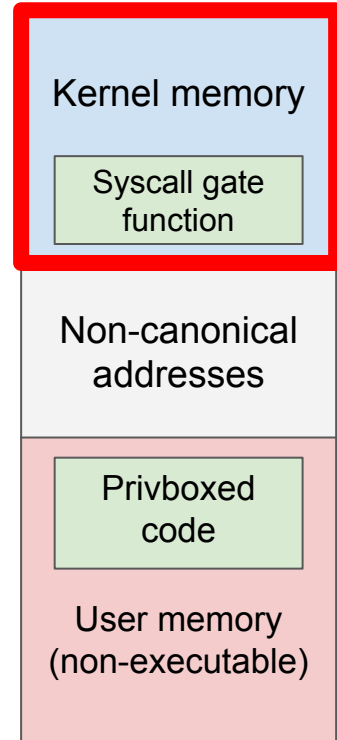 Kernel memory
Syscall gate
function
Non-canonical
addresses
Privboxed
code
User memory
(non-executable)